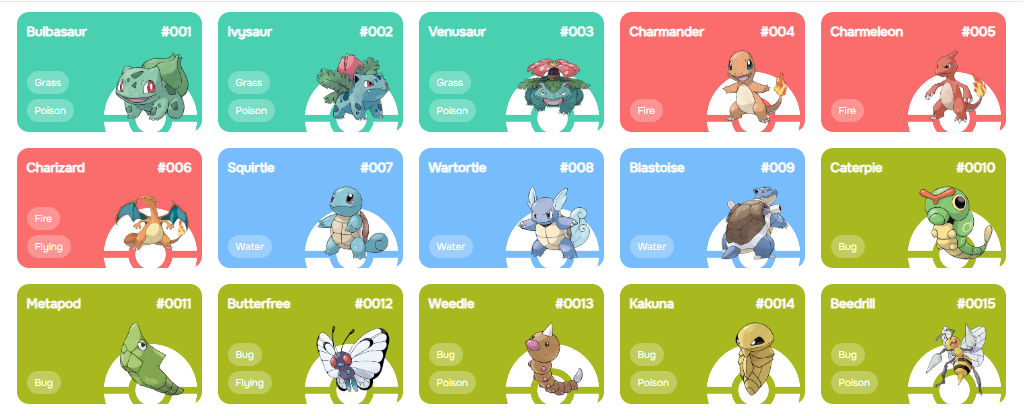 Bulbasaur #001
Grass
Poison
Ivysaur #002
Grass
Poison
Venusaur #003
Grass
Poison
Charmander #004
Fire
Charmeleon #005
Fire
Charizard #006
Fire
Flying
Squirtle #007
Water
Wartortle #008
Water
Blastoise #009
Water
Caterpie #0010
Bug
Metapod #0011
Bug
Butterfree #0012
Bug
Flying
Weedle #0013
Bug
Poison
Kakuna #0014
Bug
Poison
Beedrill #0015
Bug
Poison